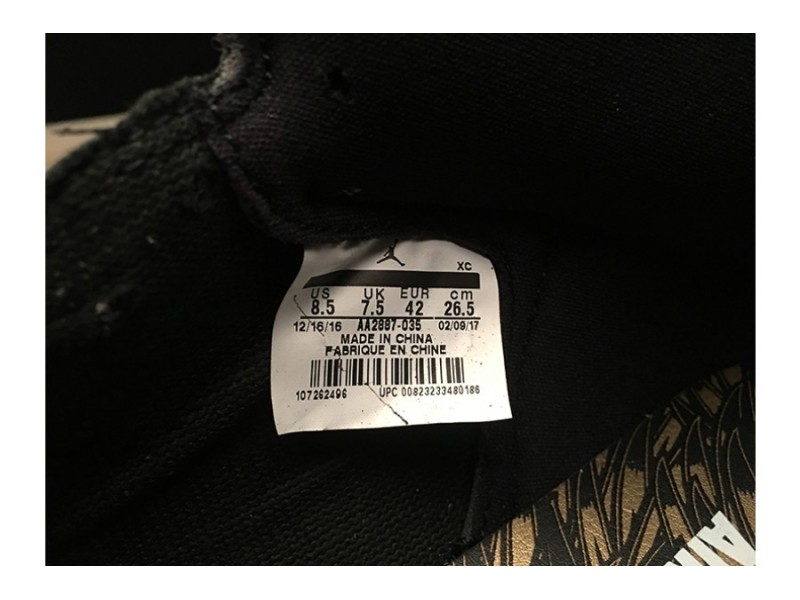 XC
US UK EUR cm
8.5 7.5 42 26.5
12/16/16 AA2887-035 02/09/17
MADE IN CHINA
FABRIQUE EN CHINE
107262496 UPC 00823233480186
AIR